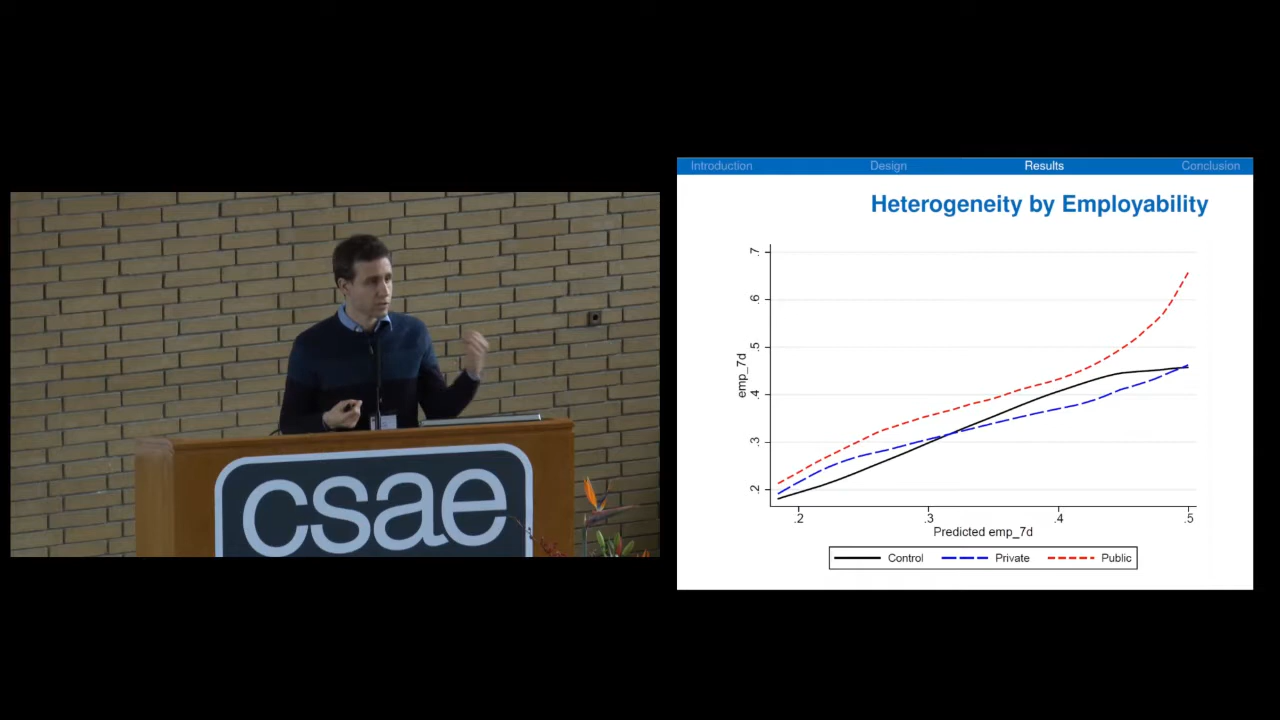 csae
Introduction Design Results Conclusion
Heterogeneity by Employability
.7
.6
.5
.4
.3
.2
emp_7d
.2 .3 .4 .5
Predicted emp_7d
Control Private Public